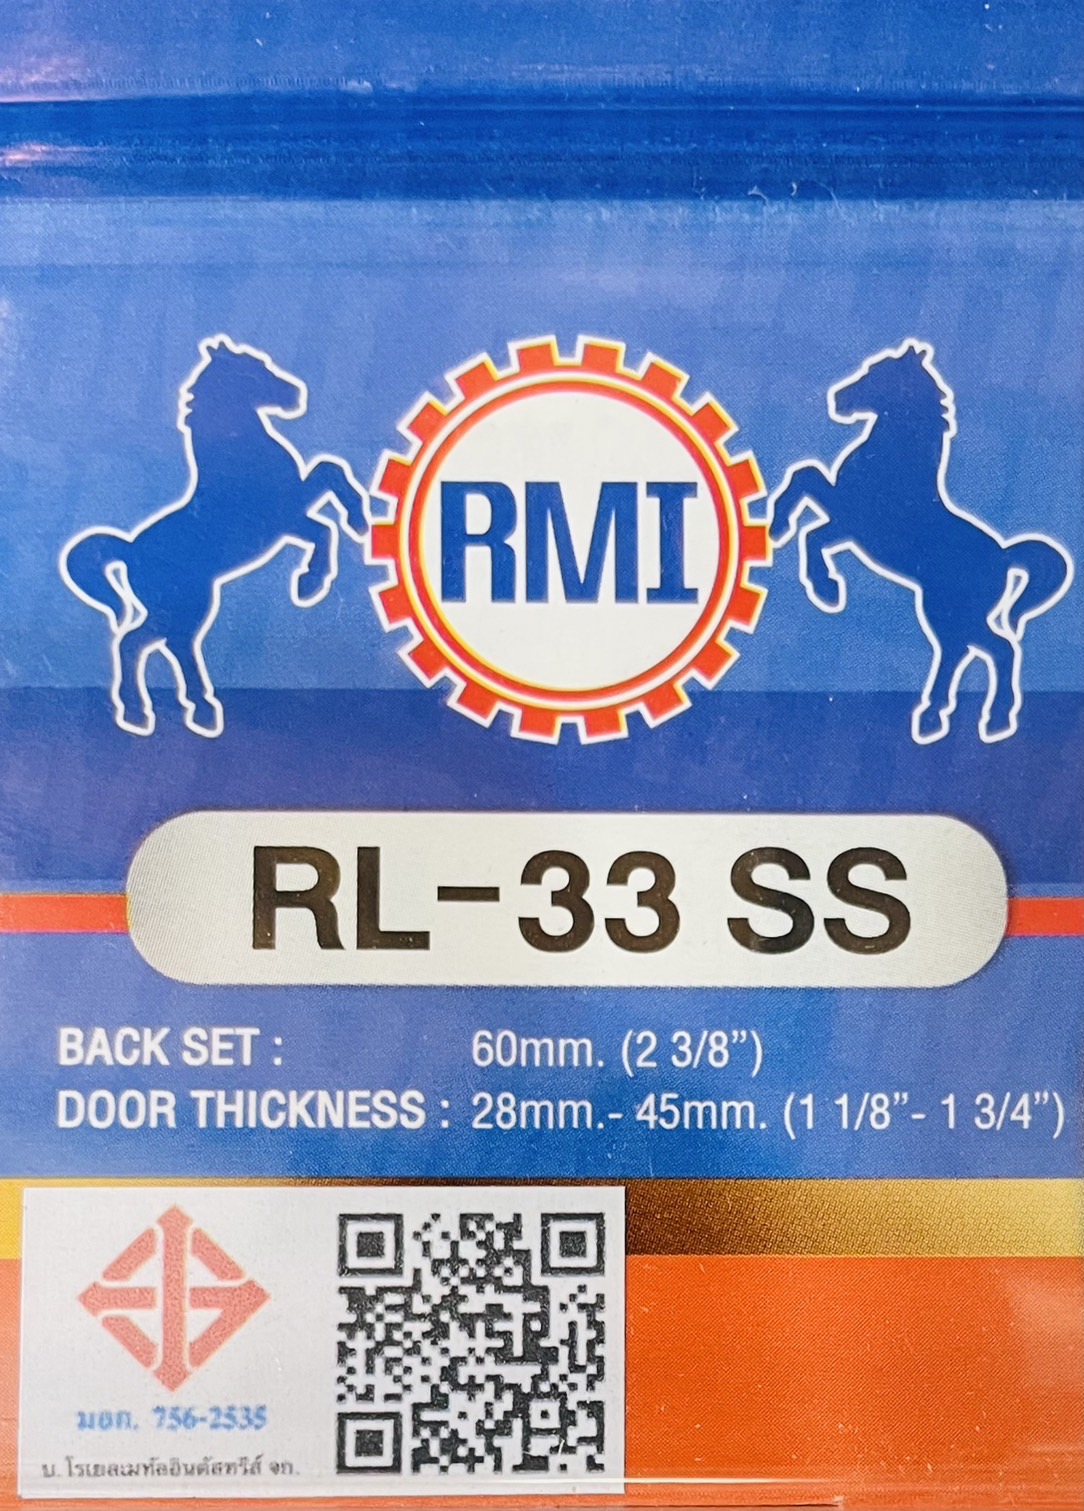 RMI
RL-33 SS
BACK SET : 60mm. (2 3/8”)
DOOR THICKNESS : 28mm.- 45mm. (1 1/8”- 1 3/4”)
มอก. 756-2535
บ. โรเยลเมทัลอินดัสทรีส์ จก.